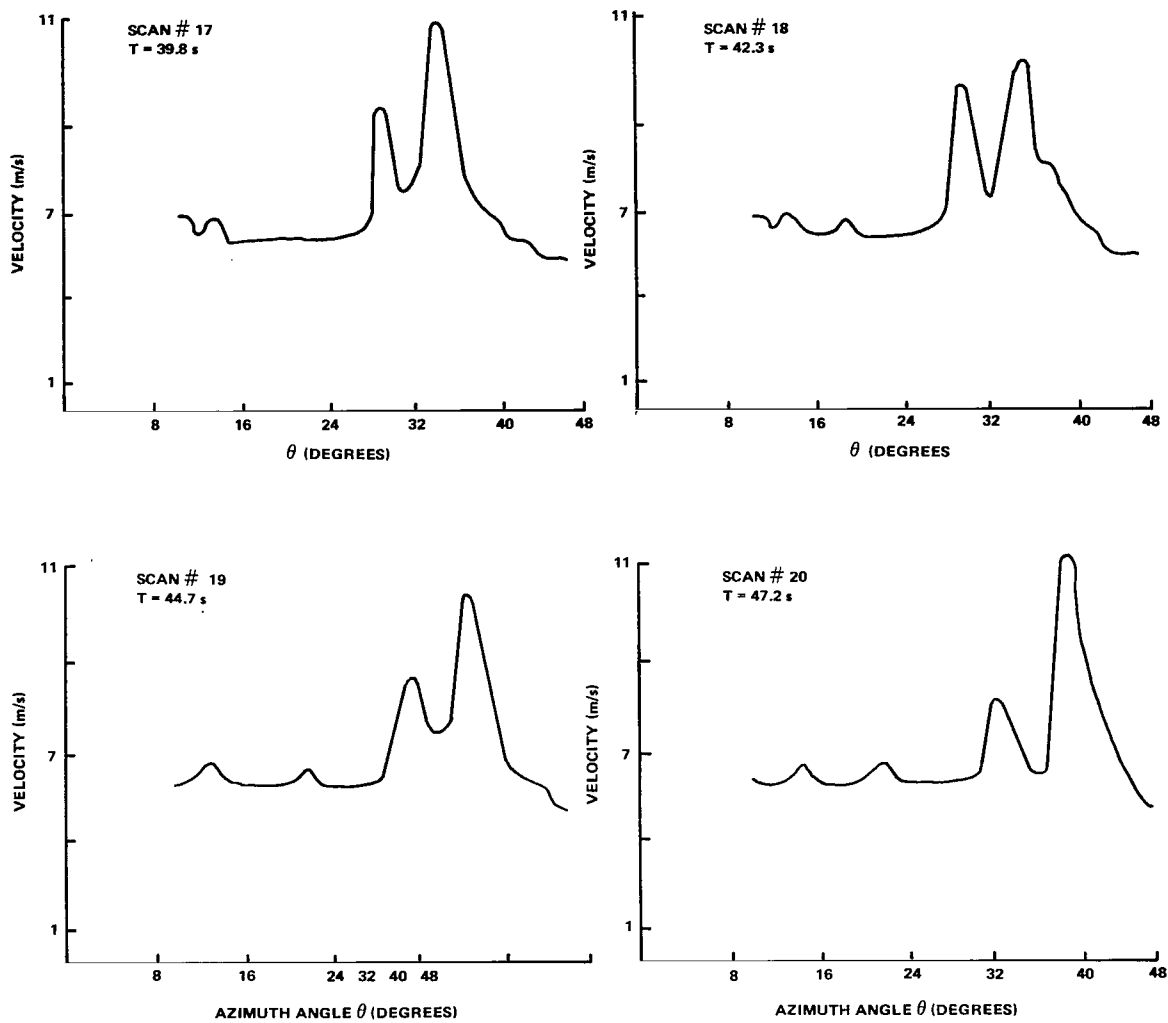 SCAN # 17
T = 39.8 s
11
7
1
VELOCITY (m/s)
8 16 24 32 40 48
θ (DEGREES)
SCAN # 18
T = 42.3 s
11
7
1
VELOCITY (m/s)
8 16 24 32 40 48
θ (DEGREES
SCAN # 19
T = 44.7 s
11
7
1
VELOCITY (m/s)
8 16 24 32 40 48
AZIMUTH ANGLE θ (DEGREES)
SCAN # 20
T = 47.2 s
11
7
1
VELOCITY (m/s)
8 16 24 32 40 48
AZIMUTH ANGLE θ (DEGREES)